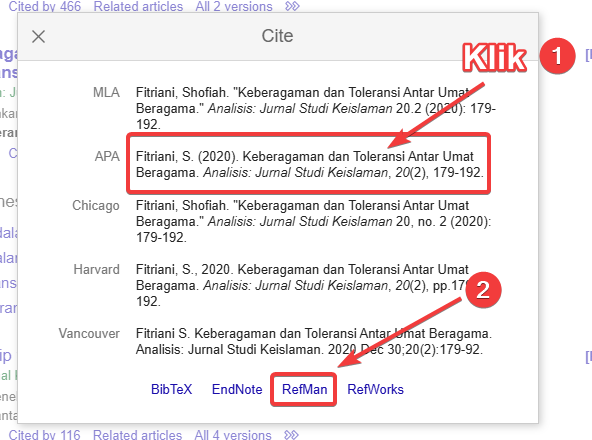 Cited by 466 Related articles All 2 versions
Cite
Klik 1
MLA Fitriani, Shofiah. "Keberagaman dan Toleransi Antar Umat
Beragama." Analisis: Jurnal Studi Keislaman 20.2 (2020): 179-
192.
APA Fitriani, S. (2020). Keberagaman dan Toleransi Antar Umat
Beragama. Analisis: Jurnal Studi Keislaman, 20(2), 179-192.
Chicago Fitriani, Shofiah. "Keberagaman dan Toleransi Antar Umat
Beragama." Analisis: Jurnal Studi Keislaman 20, no. 2 (2020):
179-192.
Harvard Fitriani, S., 2020. Keberagaman dan Toleransi Antar Umat
Beragama. Analisis: Jurnal Studi Keislaman, 20(2), pp.179-
192.
2
Vancouver Fitriani S. Keberagaman dan Toleransi Antar Umat Beragama.
Analisis: Jurnal Studi Keislaman. 2020 Dec 30;20(2):179-92.
BibTeX EndNote RefMan RefWorks
Cited by 116 Related articles All 4 versions